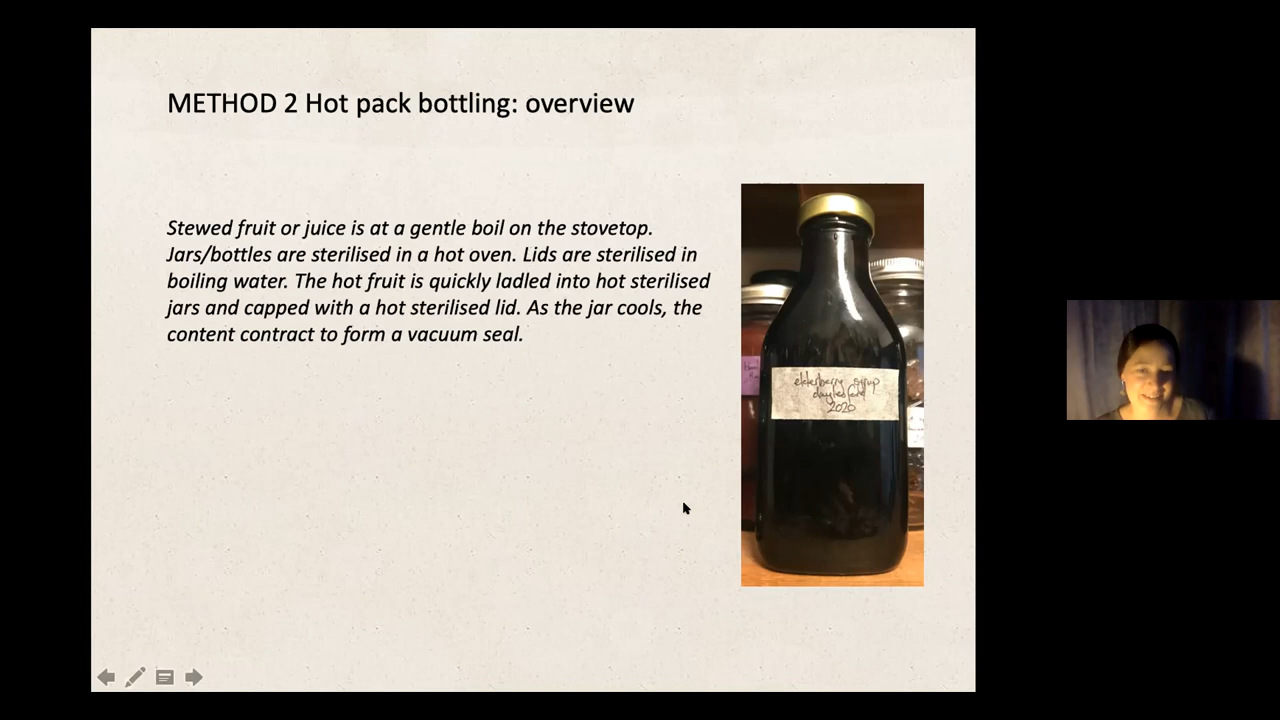 METHOD 2 Hot pack bottling: overview
Stewed fruit or juice is at a gentle boil on the stovetop.
Jars/bottles are sterilised in a hot oven. Lids are sterilised in
boiling water. The hot fruit is quickly ladled into hot sterilised
jars and capped with a hot sterilised lid. As the jar cools, the
content contract to form a vacuum seal.
elderberry syrup
daylesford
2020